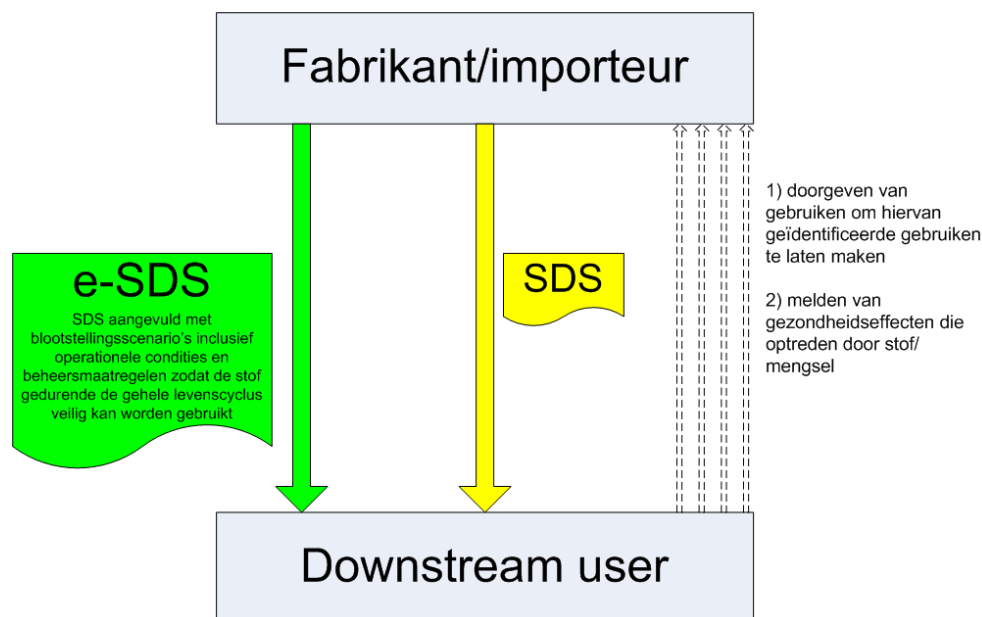 Fabrikant/importeur
1) doorgeven van
gebruiken om hiervan
geïdentificeerde gebruiken
te laten maken
2) melden van
gezondheidseffecten die
optreden door stof/
mengsel
e-SDS
SDS aangevuld met
blootstellingsscenario's inclusief
operationele condities en
beheersmaatregelen zodat de stof
gedurende de gehele levenscyclus
veilig kan worden gebruikt
SDS
Downstream user